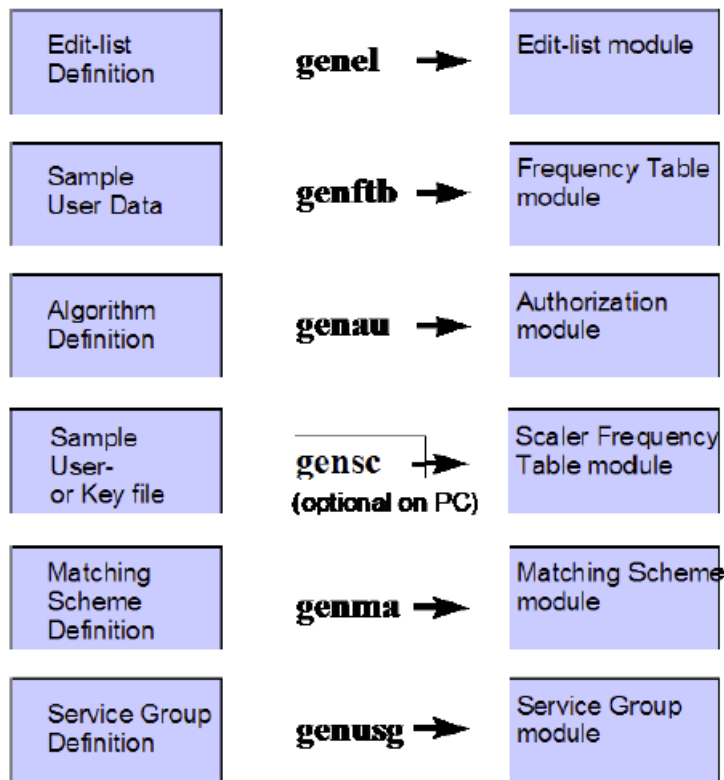 Edit-list
Definition
genel
Edit-list module
Sample
User Data
genftb
Frequency Table
module
Algorithm
Definition
genau
Authorization
module
Sample
User-
or Key file
gensc
(optional on PC)
Scaler Frequency
Table module
Matching
Scheme
Definition
genma
Matching Scheme
module
Service Group
Definition
genusg
Service Group
module